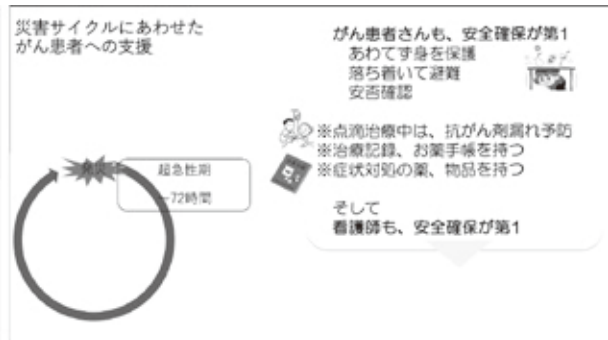 災害サイクルにあわせた
がん患者への支援
がん患者さんも、安全確保が第1
あわてず身を保護
落ち着いて避難
安否確認
※点滴治療中は、抗がん剤漏れ予防
※治療記録、お薬手帳を持つ
※症状対処の薬、物品を持つ
そして
看護師も、安全確保が第1
発災
超急性期
~72時間